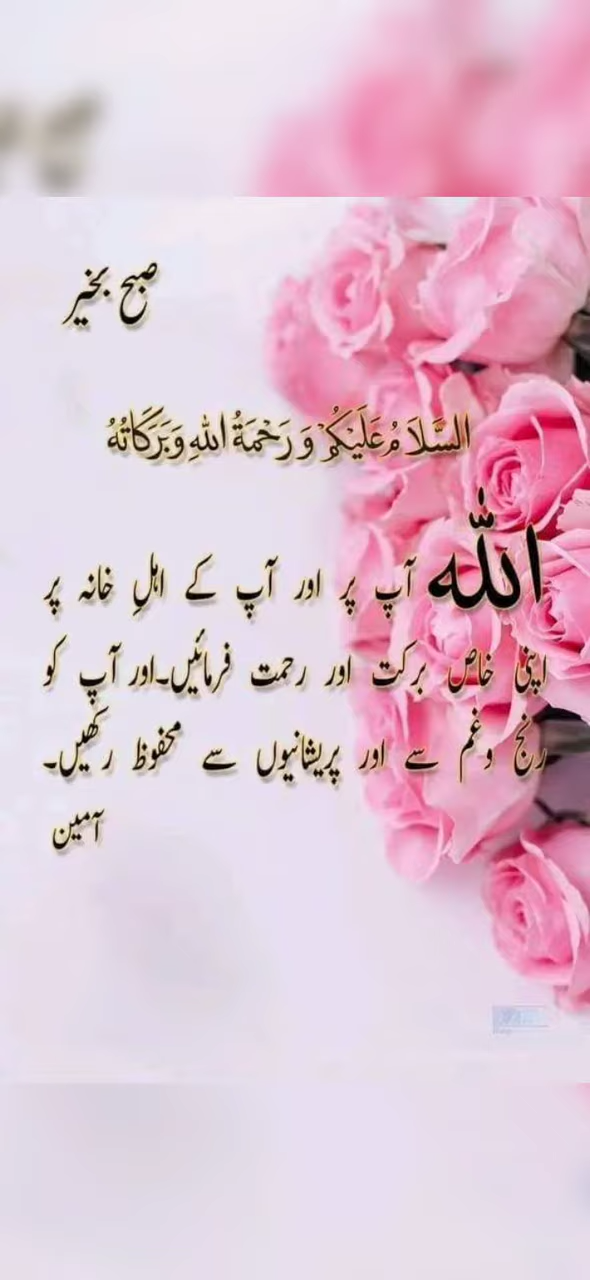 صبح بخیر
السَّلَامُ عَلَيْكُمْ وَرَحْمَةُ اللهِ وَبَرَكَاتُهُ
اللہ آپ پر اور آپ کے اہلِ خانہ پر
اپنی خاص برکت اور رحمت فرمائیں۔اور آپ کو
رنج وغم سے اور پریشانیوں سے محفوظ رکھیں۔
آمین